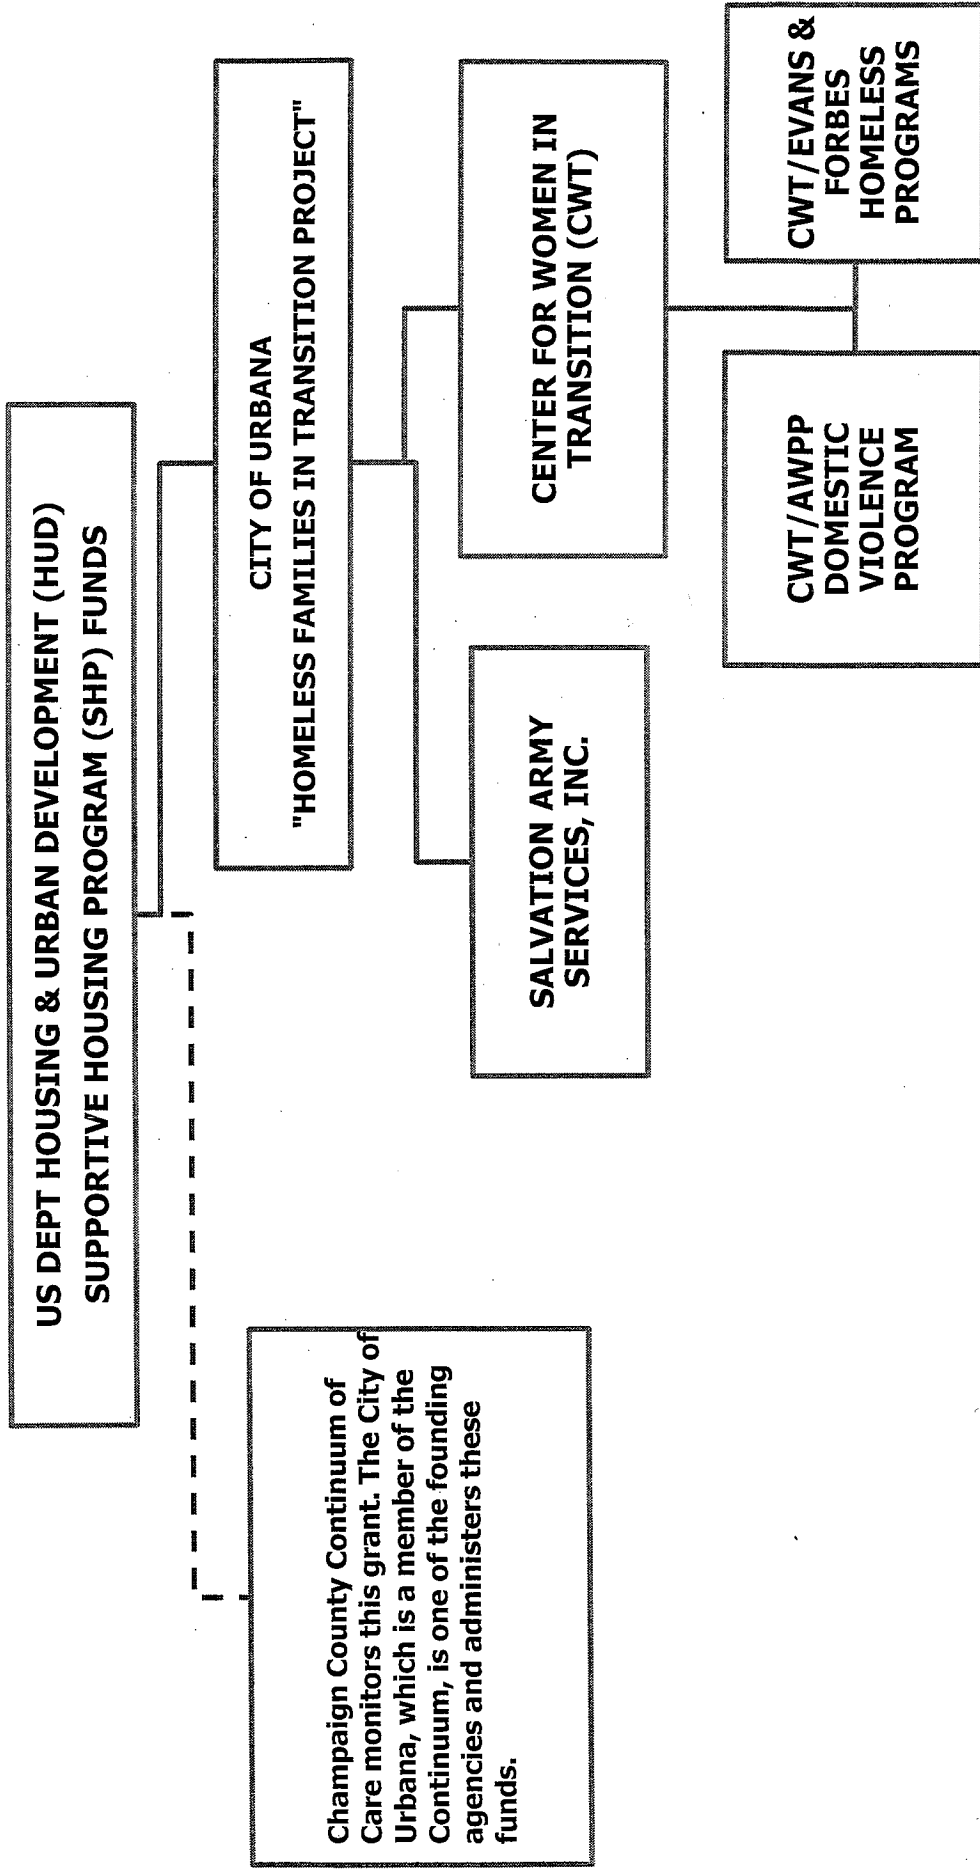 US DEPT HOUSING & URBAN DEVELOPMENT (HUD)
SUPPORTIVE HOUSING PROGRAM (SHP) FUNDS
Champaign County Continuum of
Care monitors this grant. The City of
Urbana, which is a member of the
Continuum, is one of the founding
agencies and administers these
funds.
CITY OF URBANA
"HOMELESS FAMILIES IN TRANSITION PROJECT"
SALVATION ARMY
SERVICES, INC.
CENTER FOR WOMEN IN
TRANSITION (CWT)
CWT/AWPP
DOMESTIC
VIOLENCE
PROGRAM
CWT/EVANS &
FORBES
HOMELESS
PROGRAMS